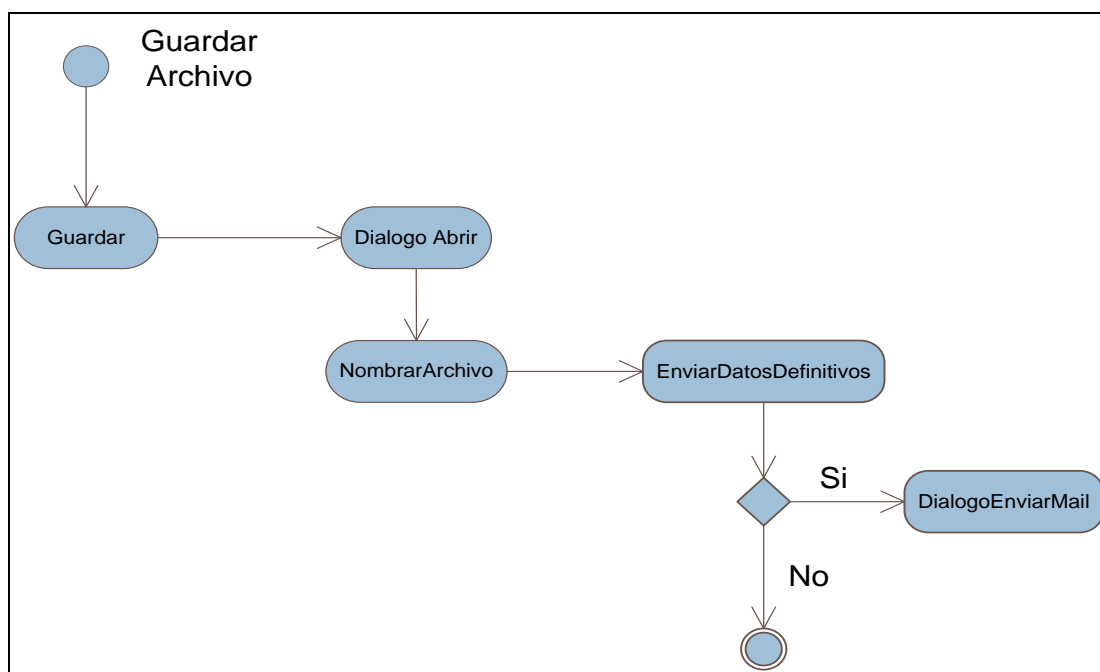 Guardar
Archivo
Guardar
Dialogo Abrir
NombrarArchivo
EnviarDatosDefinitivos
Si
DialogoEnviarMail
No